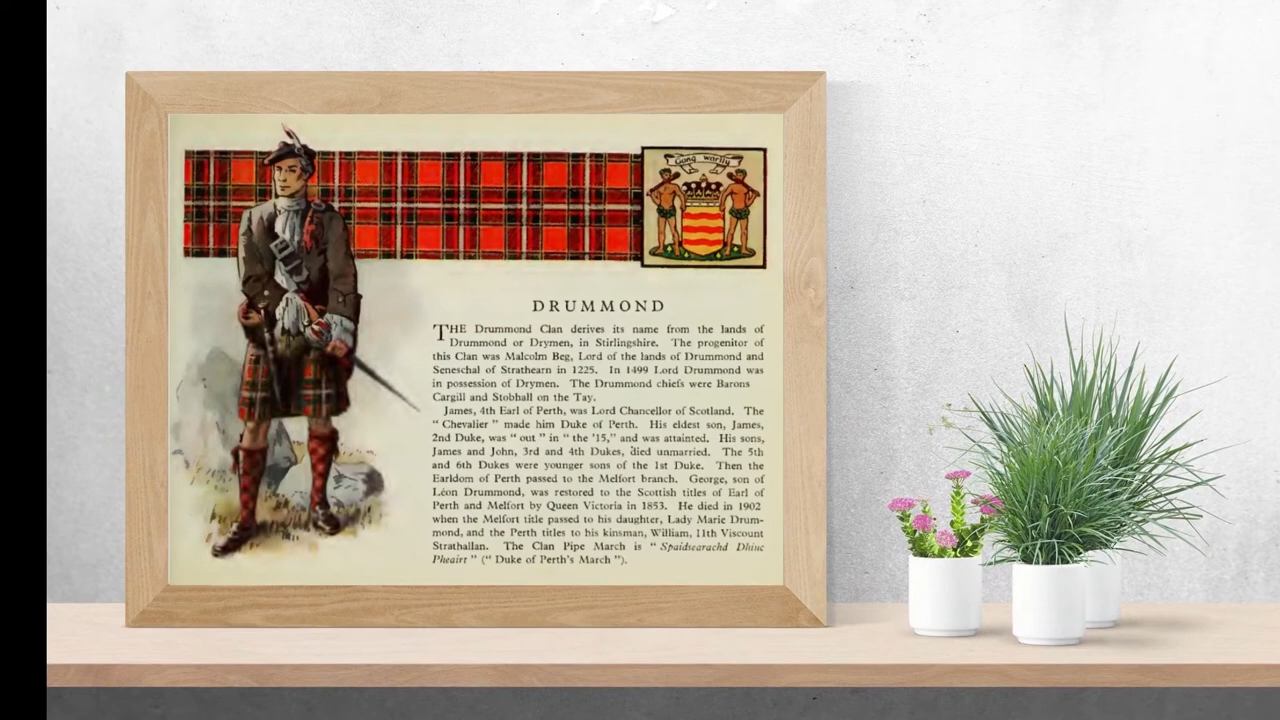 Gang warily
DRUMMOND
THE Drummond Clan derives its name from the lands of
Drummond or Drymen, in Stirlingshire. The progenitor of
this Clan was Malcolm Beg, Lord of the lands of Drummond and
Seneschal of Strathearn in 1225. In 1499 Lord Drummond was
in possession of Drymen. The Drummond chiefs were Barons
Cargill and Stobhall on the Tay.
James, 4th Earl of Perth, was Lord Chancellor of Scotland. The
“ Chevalier ” made him Duke of Perth. His eldest son, James,
2nd Duke, was “ out ” in “ the '15,” and was attainted. His sons,
James and John, 3rd and 4th Dukes, died unmarried. The 5th
and 6th Dukes were younger sons of the 1st Duke. Then the
Earldom of Perth passed to the Melfort branch. George, son of
Léon Drummond, was restored to the Scottish titles of Earl of
Perth and Melfort by Queen Victoria in 1853. He died in 1902
when the Melfort title passed to his daughter, Lady Marie Drum-
mond, and the Perth titles to his kinsman, William, 11th Viscount
Strathallan. The Clan Pipe March is “ Spaidsearachd Dhiuc
Pheairt ” (“ Duke of Perth's March ”).